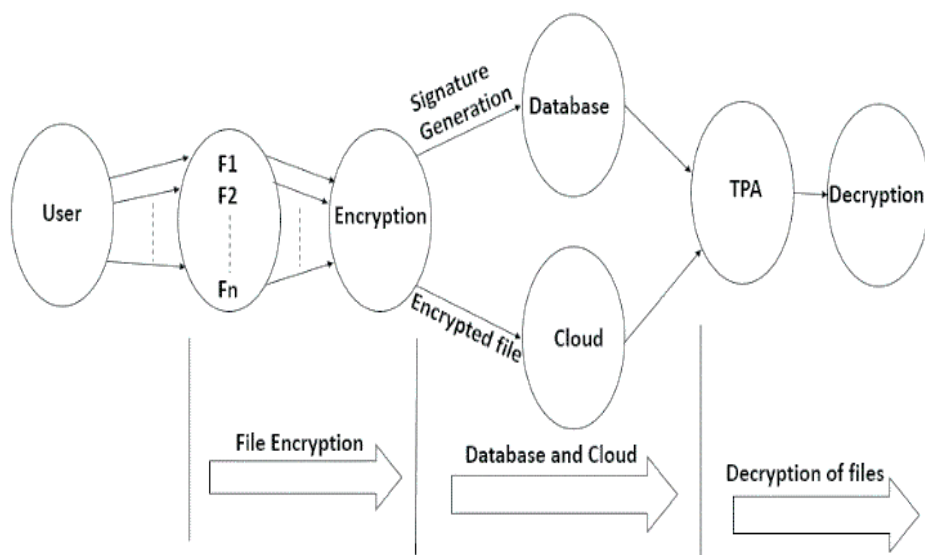 User
F1
F2
Fn
Encryption
Signature
Generation
Encrypted file
Database
Cloud
TPA
Decryption
File Encryption
Database and Cloud
Decryption of files